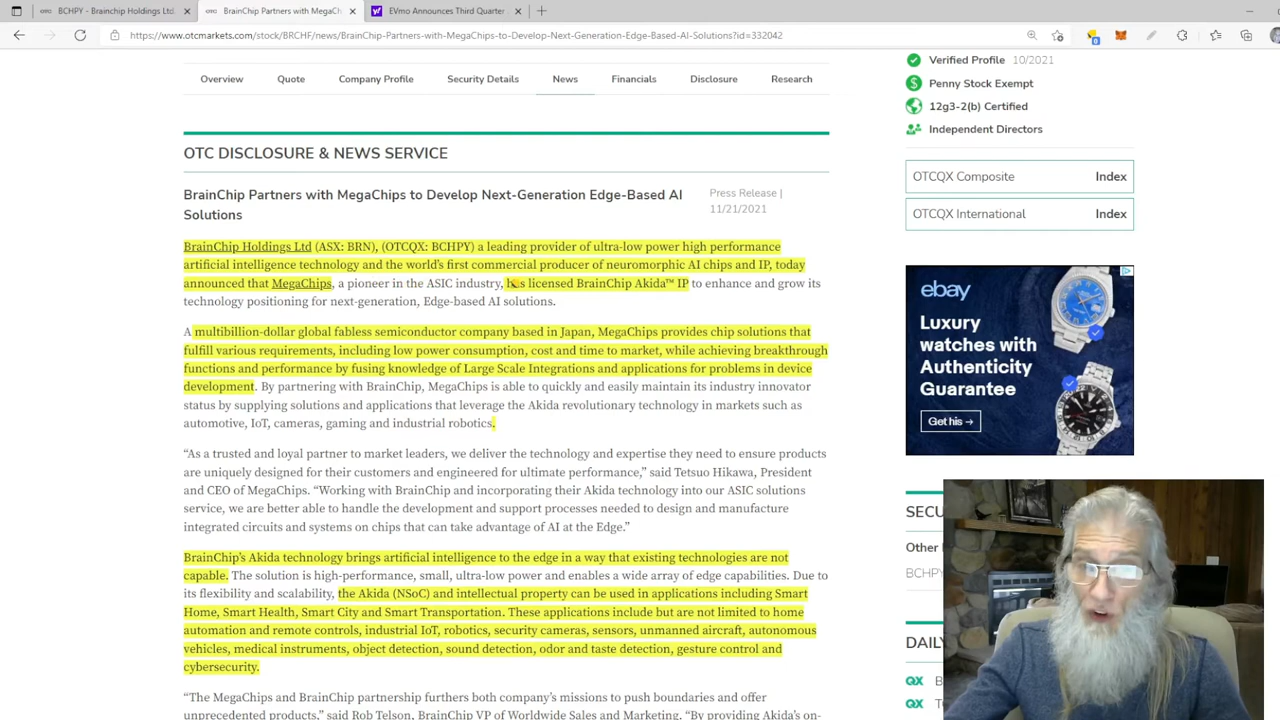 BCHPY - Brainchip Holdings Ltd.
BrainChip Partners with MegaCh
EVmo Announces Third Quarter
https://www.otcmarkets.com/stock/BRCHF/news/BrainChip-Partners-with-MegaChips-to-Develop-Next-Generation-Edge-Based-AI-Solutions?id=332042
Overview Quote Company Profile Security Details News Financials Disclosure Research
OTC DISCLOSURE & NEWS SERVICE
BrainChip Partners with MegaChips to Develop Next-Generation Edge-Based AI
Solutions
Press Release |
11/21/2021
BrainChip Holdings Ltd (ASX: BRN), (OTCQX: BCHPY) a leading provider of ultra-low power high performance
artificial intelligence technology and the world's first commercial producer of neuromorphic AI chips and IP, today
announced that MegaChips, a pioneer in the ASIC industry, has licensed BrainChip Akida™ IP to enhance and grow its
technology positioning for next-generation, Edge-based AI solutions.
A multibillion-dollar global fabless semiconductor company based in Japan, MegaChips provides chip solutions that
fulfill various requirements, including low power consumption, cost and time to market, while achieving breakthrough
functions and performance by fusing knowledge of Large Scale Integrations and applications for problems in device
development. By partnering with BrainChip, MegaChips is able to quickly and easily maintain its industry innovator
status by supplying solutions and applications that leverage the Akida revolutionary technology in markets such as
automotive, IoT, cameras, gaming and industrial robotics.
“As a trusted and loyal partner to market leaders, we deliver the technology and expertise they need to ensure products
are uniquely designed for their customers and engineered for ultimate performance,” said Tetsuo Hikawa, President
and CEO of MegaChips. “Working with BrainChip and incorporating their Akida technology into our ASIC solutions
service, we are better able to handle the development and support processes needed to design and manufacture
integrated circuits and systems on chips that can take advantage of AI at the Edge.”
BrainChip's Akida technology brings artificial intelligence to the edge in a way that existing technologies are not
capable. The solution is high-performance, small, ultra-low power and enables a wide array of edge capabilities. Due to
its flexibility and scalability, the Akida (NSoC) and intellectual property can be used in applications including Smart
Home, Smart Health, Smart City and Smart Transportation. These applications include but are not limited to home
automation and remote controls, industrial IoT, robotics, security cameras, sensors, unmanned aircraft, autonomous
vehicles, medical instruments, object detection, sound detection, odor and taste detection, gesture control and
cybersecurity.
“The MegaChips and BrainChip partnership furthers both company's missions to push boundaries and offer
unprecedented products,” said Rob Telson, BrainChip VP of Worldwide Sales and Marketing. “By providing Akida's on-
Verified Profile 10/2021
Penny Stock Exempt
12g3-2(b) Certified
Independent Directors
OTCQX Composite Index
OTCQX International Index
ebay
Luxury
watches with
Authenticity
Guarantee
Get his →
SECU
Other
BCHPY
DAILY
QX B
QX T